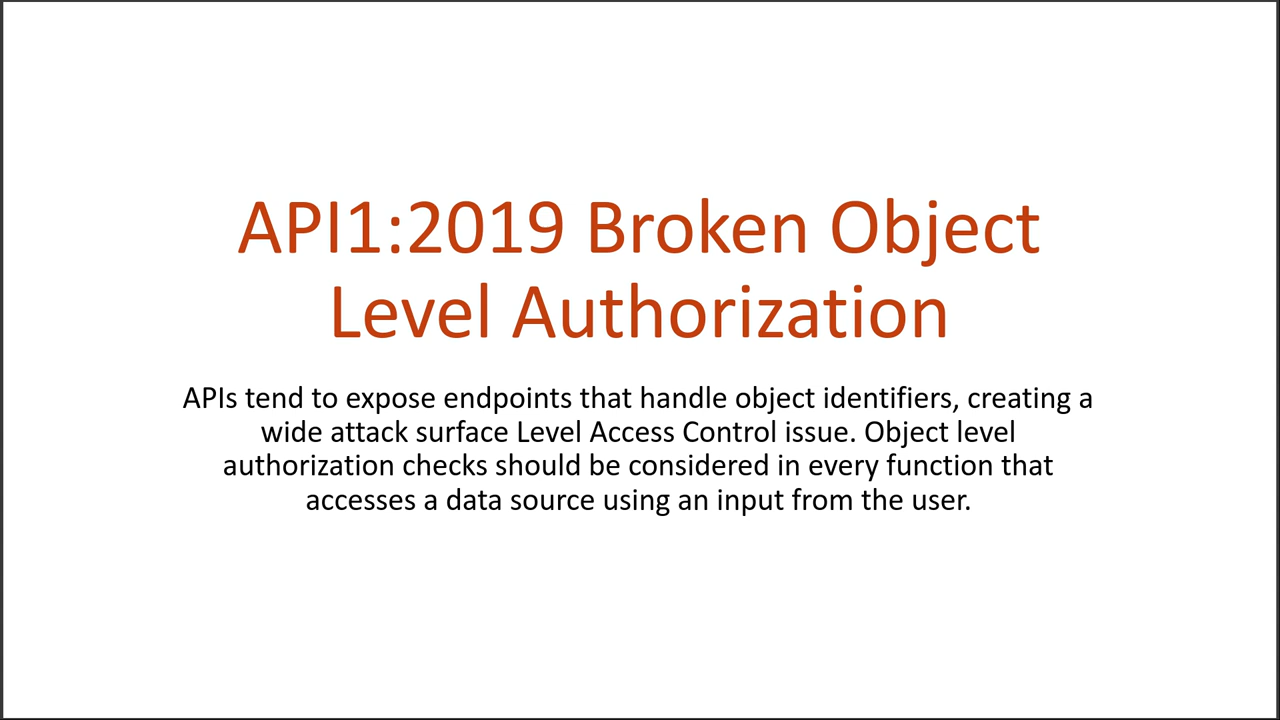 API1:2019 Broken Object
Level Authorization
APIs tend to expose endpoints that handle object identifiers, creating a
wide attack surface Level Access Control issue. Object level
authorization checks should be considered in every function that
accesses a data source using an input from the user.